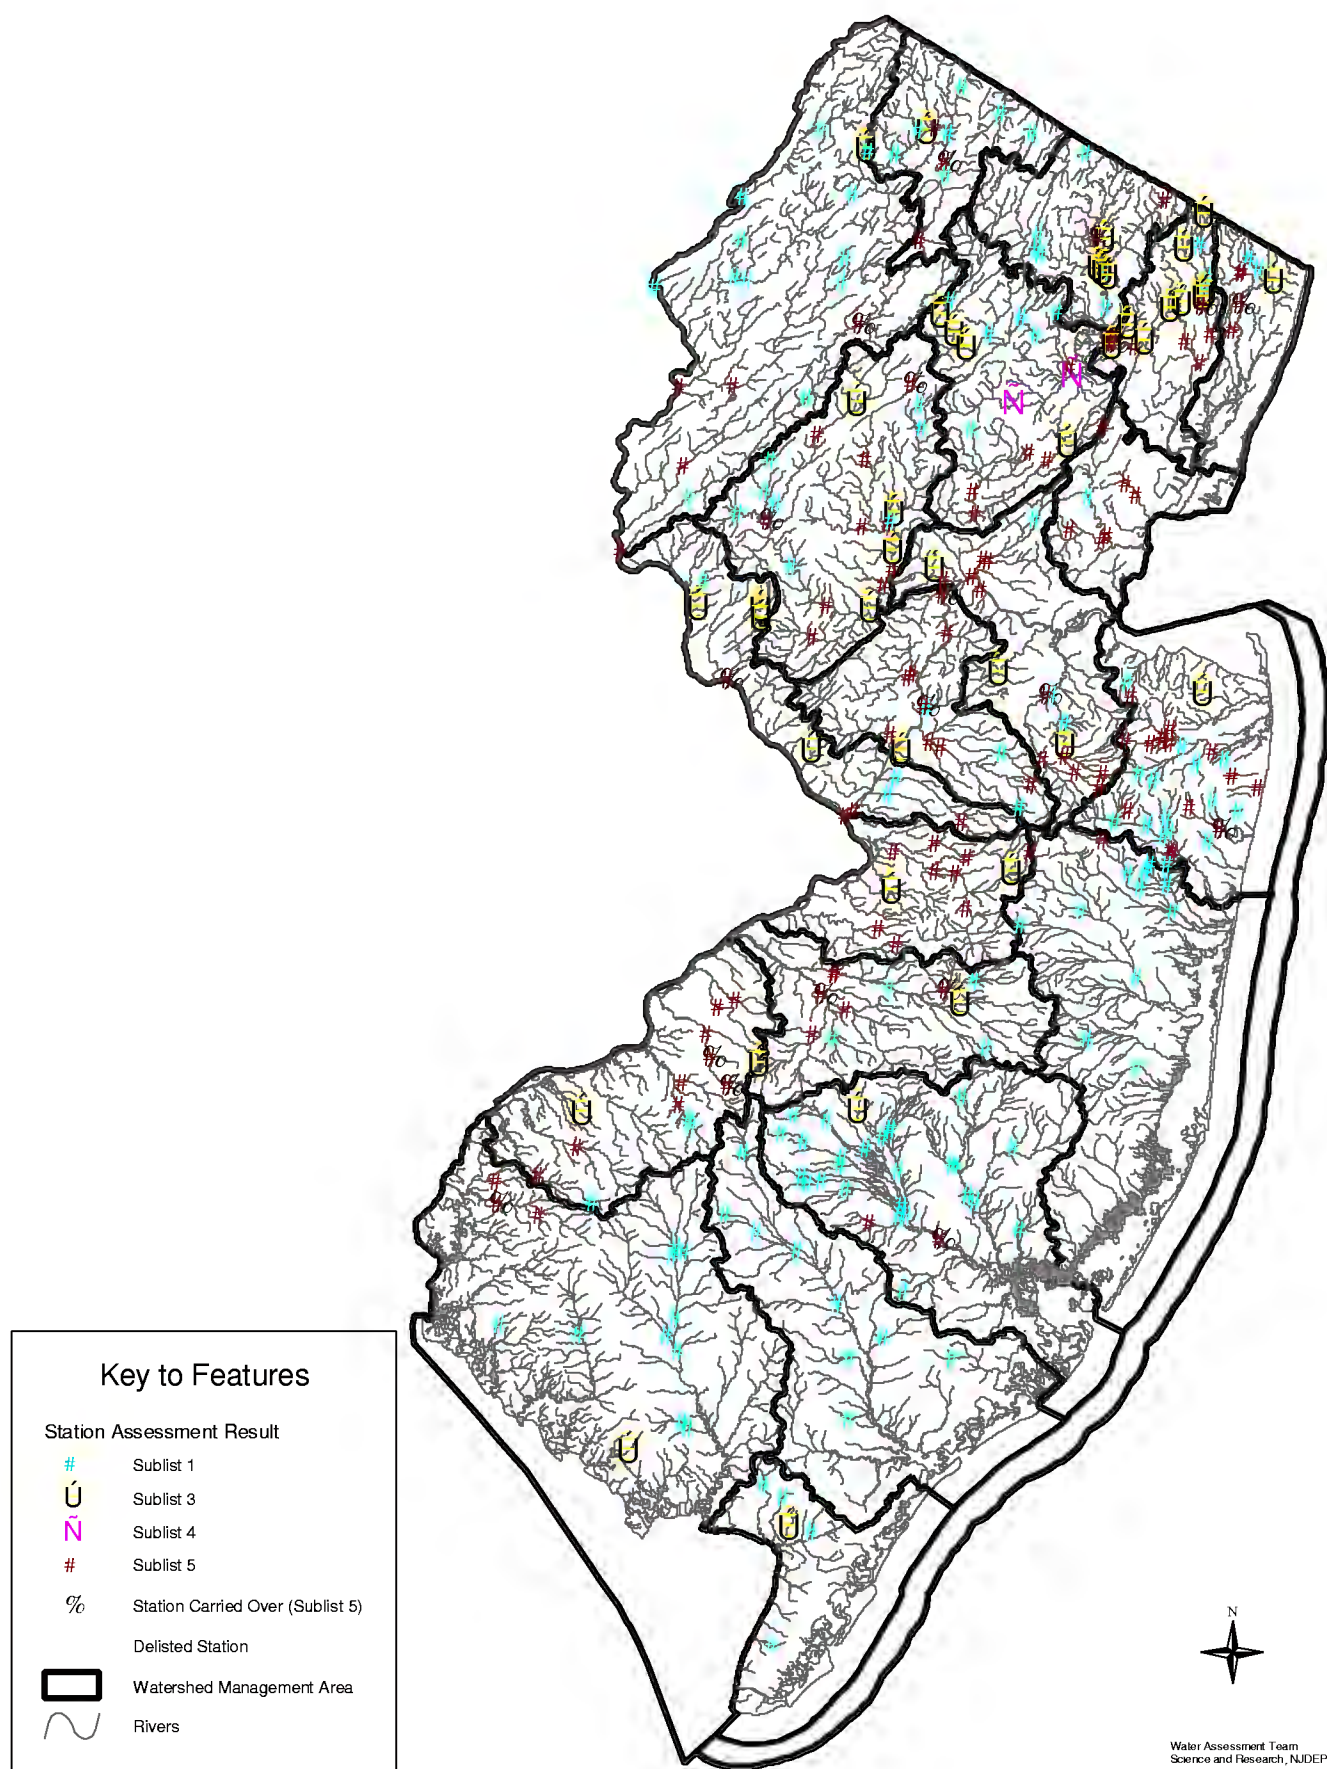 Key to Features
Station Assessment Result
# Sublist 1
Ú Sublist 3
Ñ Sublist 4
# Sublist 5
% Station Carried Over (Sublist 5)
Delisted Station
Watershed Management Area
Rivers
N
Water Assessment Team
Science and Research, NJDEP